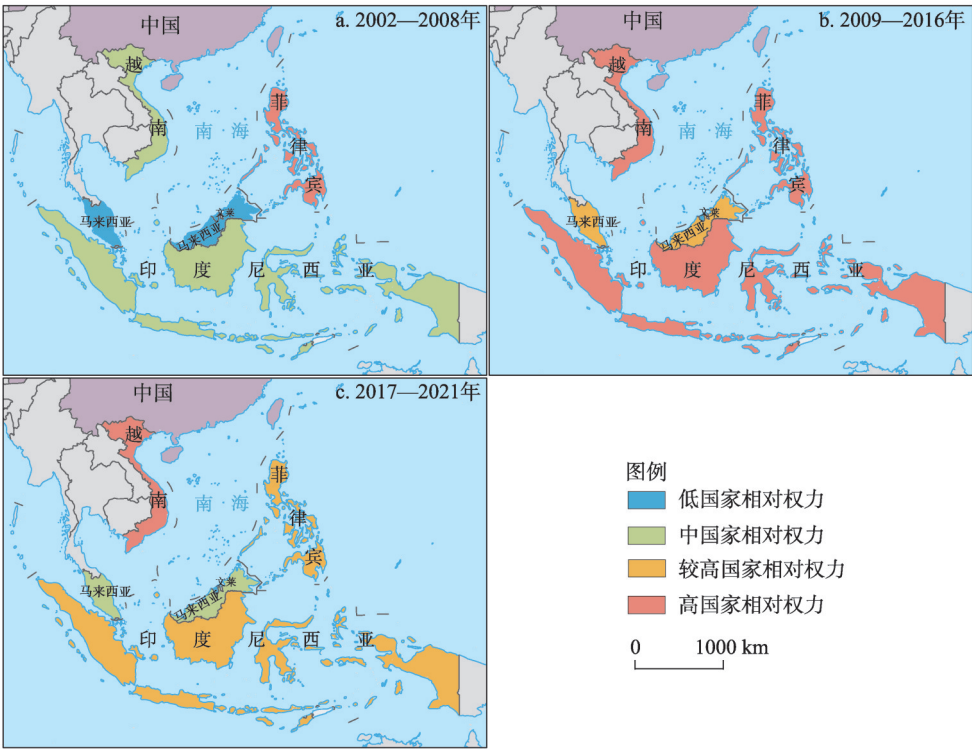 中国
a. 2002—2008年
越
南
南 海
菲
律
宾
马来西亚
文莱
马来西亚
印 度 尼 西 亚
中国
b. 2009—2016年
越
南
南 海
菲
律
宾
马来西亚
文莱
马来西亚
印 度 尼 西 亚
中国
c. 2017—2021年
越
南
南 海
菲
律
宾
马来西亚
文莱
马来西亚
印 度 尼 西 亚
图例
低国家相对权力
中国家相对权力
较高国家相对权力
高国家相对权力
0 1000 km